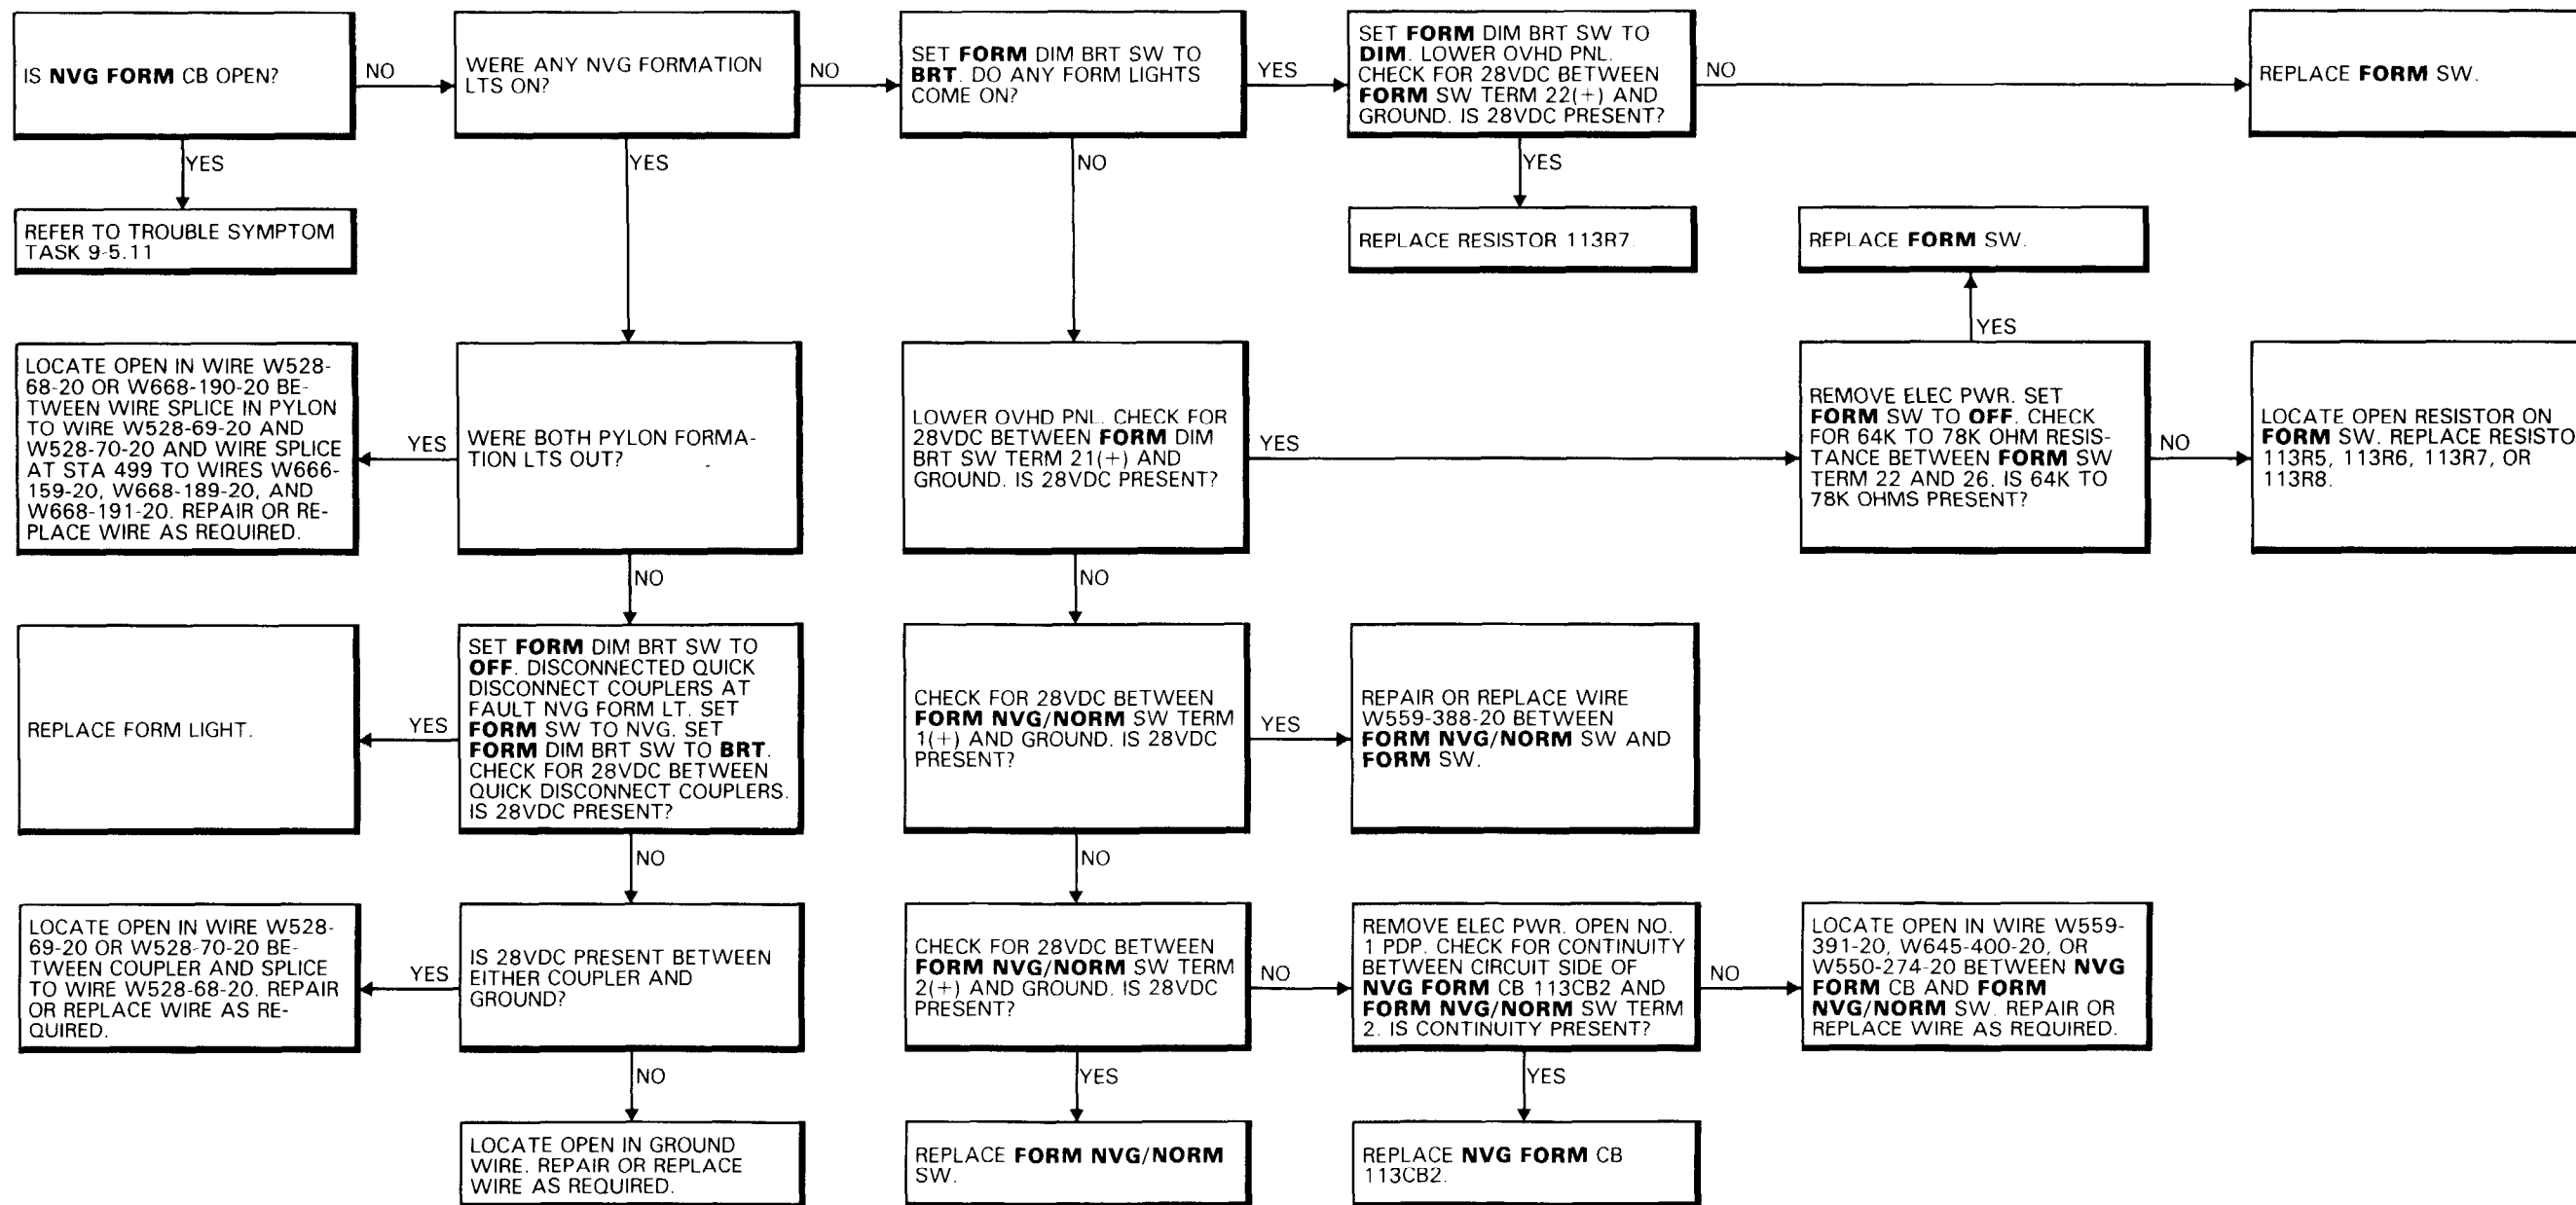 IS NVG FORM CB OPEN?
NO
YES
REFER TO TROUBLE SYMPTOM
TASK 9-5.11
WERE ANY NVG FORMATION
LTS ON?
NO
YES
SET FORM DIM BRT SW TO
BRT. DO ANY FORM LIGHTS
COME ON?
YES
NO
SET FORM DIM BRT SW TO
DIM. LOWER OVHD PNL.
CHECK FOR 28VDC BETWEEN
FORM SW TERM 22(+) AND
GROUND. IS 28VDC PRESENT?
NO
YES
REPLACE FORM SW.
REPLACE RESISTOR 113R7.
REPLACE FORM SW.
YES
LOCATE OPEN IN WIRE W528-
68-20 OR W668-190-20 BE-
TWEEN WIRE SPLICE IN PYLON
TO WIRE W528-69-20 AND
W528-70-20 AND WIRE SPLICE
AT STA 499 TO WIRES W666-
159-20, W668-189-20, AND
W668-191-20. REPAIR OR RE-
PLACE WIRE AS REQUIRED.
YES
WERE BOTH PYLON FORMA-
TION LTS OUT?
NO
LOWER OVHD PNL. CHECK FOR
28VDC BETWEEN FORM DIM
BRT SW TERM 21(+) AND
GROUND. IS 28VDC PRESENT?
YES
NO
REMOVE ELEC PWR. SET
FORM SW TO OFF. CHECK
FOR 64K TO 78K OHM RESIS-
TANCE BETWEEN FORM SW
TERM 22 AND 26. IS 64K TO
78K OHMS PRESENT?
NO
LOCATE OPEN RESISTOR ON
FORM SW. REPLACE RESISTO
113R5, 113R6, 113R7, OR
113R8.
REPLACE FORM LIGHT.
YES
SET FORM DIM BRT SW TO
OFF. DISCONNECTED QUICK
DISCONNECT COUPLERS AT
FAULT NVG FORM LT. SET
FORM SW TO NVG. SET
FORM DIM BRT SW TO BRT.
CHECK FOR 28VDC BETWEEN
QUICK DISCONNECT COUPLERS.
IS 28VDC PRESENT?
NO
CHECK FOR 28VDC BETWEEN
FORM NVG/NORM SW TERM
1(+) AND GROUND. IS 28VDC
PRESENT?
YES
NO
REPAIR OR REPLACE WIRE
W559-388-20 BETWEEN
FORM NVG/NORM SW AND
FORM SW.
LOCATE OPEN IN WIRE W528-
69-20 OR W528-70-20 BE-
TWEEN COUPLER AND SPLICE
TO WIRE W528-68-20. REPAIR
OR REPLACE WIRE AS RE-
QUIRED.
YES
IS 28VDC PRESENT BETWEEN
EITHER COUPLER AND
GROUND?
NO
CHECK FOR 28VDC BETWEEN
FORM NVG/NORM SW TERM
2(+) AND GROUND. IS 28VDC
PRESENT?
NO
YES
REMOVE ELEC PWR. OPEN NO.
1 PDP. CHECK FOR CONTINUITY
BETWEEN CIRCUIT SIDE OF
NVG FORM CB 113CB2 AND
FORM NVG/NORM SW TERM
2. IS CONTINUITY PRESENT?
NO
YES
LOCATE OPEN IN WIRE W559-
391-20, W645-400-20, OR
W550-274-20 BETWEEN NVG
FORM CB AND FORM
NVG/NORM SW. REPAIR OR
REPLACE WIRE AS REQUIRED.
LOCATE OPEN IN GROUND
WIRE. REPAIR OR REPLACE
WIRE AS REQUIRED.
REPLACE FORM NVG/NORM
SW.
REPLACE NVG FORM CB
113CB2.